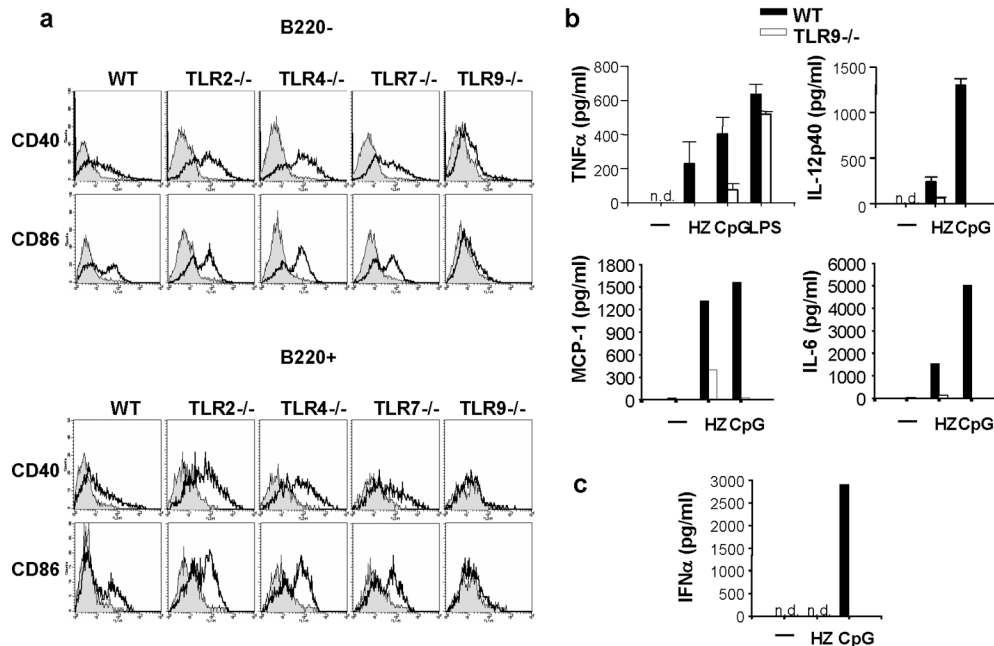 a
B220-
WT TLR2-/- TLR4-/- TLR7-/- TLR9-/-
CD40
CD86
B220+
WT TLR2-/- TLR4-/- TLR7-/- TLR9-/-
CD40
CD86
b
WT
TLR9-/-
TNFα (pg/ml)
800
600
400
200
0
n.d.
— HZ CpG LPS
IL-12p40 (pg/ml)
1500
1000
500
0
n.d.
— HZ CpG
MCP-1 (pg/ml)
1800
1500
1200
900
600
300
0
— HZ CpG
IL-6 (pg/ml)
6000
5000
4000
3000
2000
1000
0
— HZ CpG
c
IFNα (pg/ml)
3000
2500
2000
1500
1000
500
0
n.d. n.d.
— HZ CpG